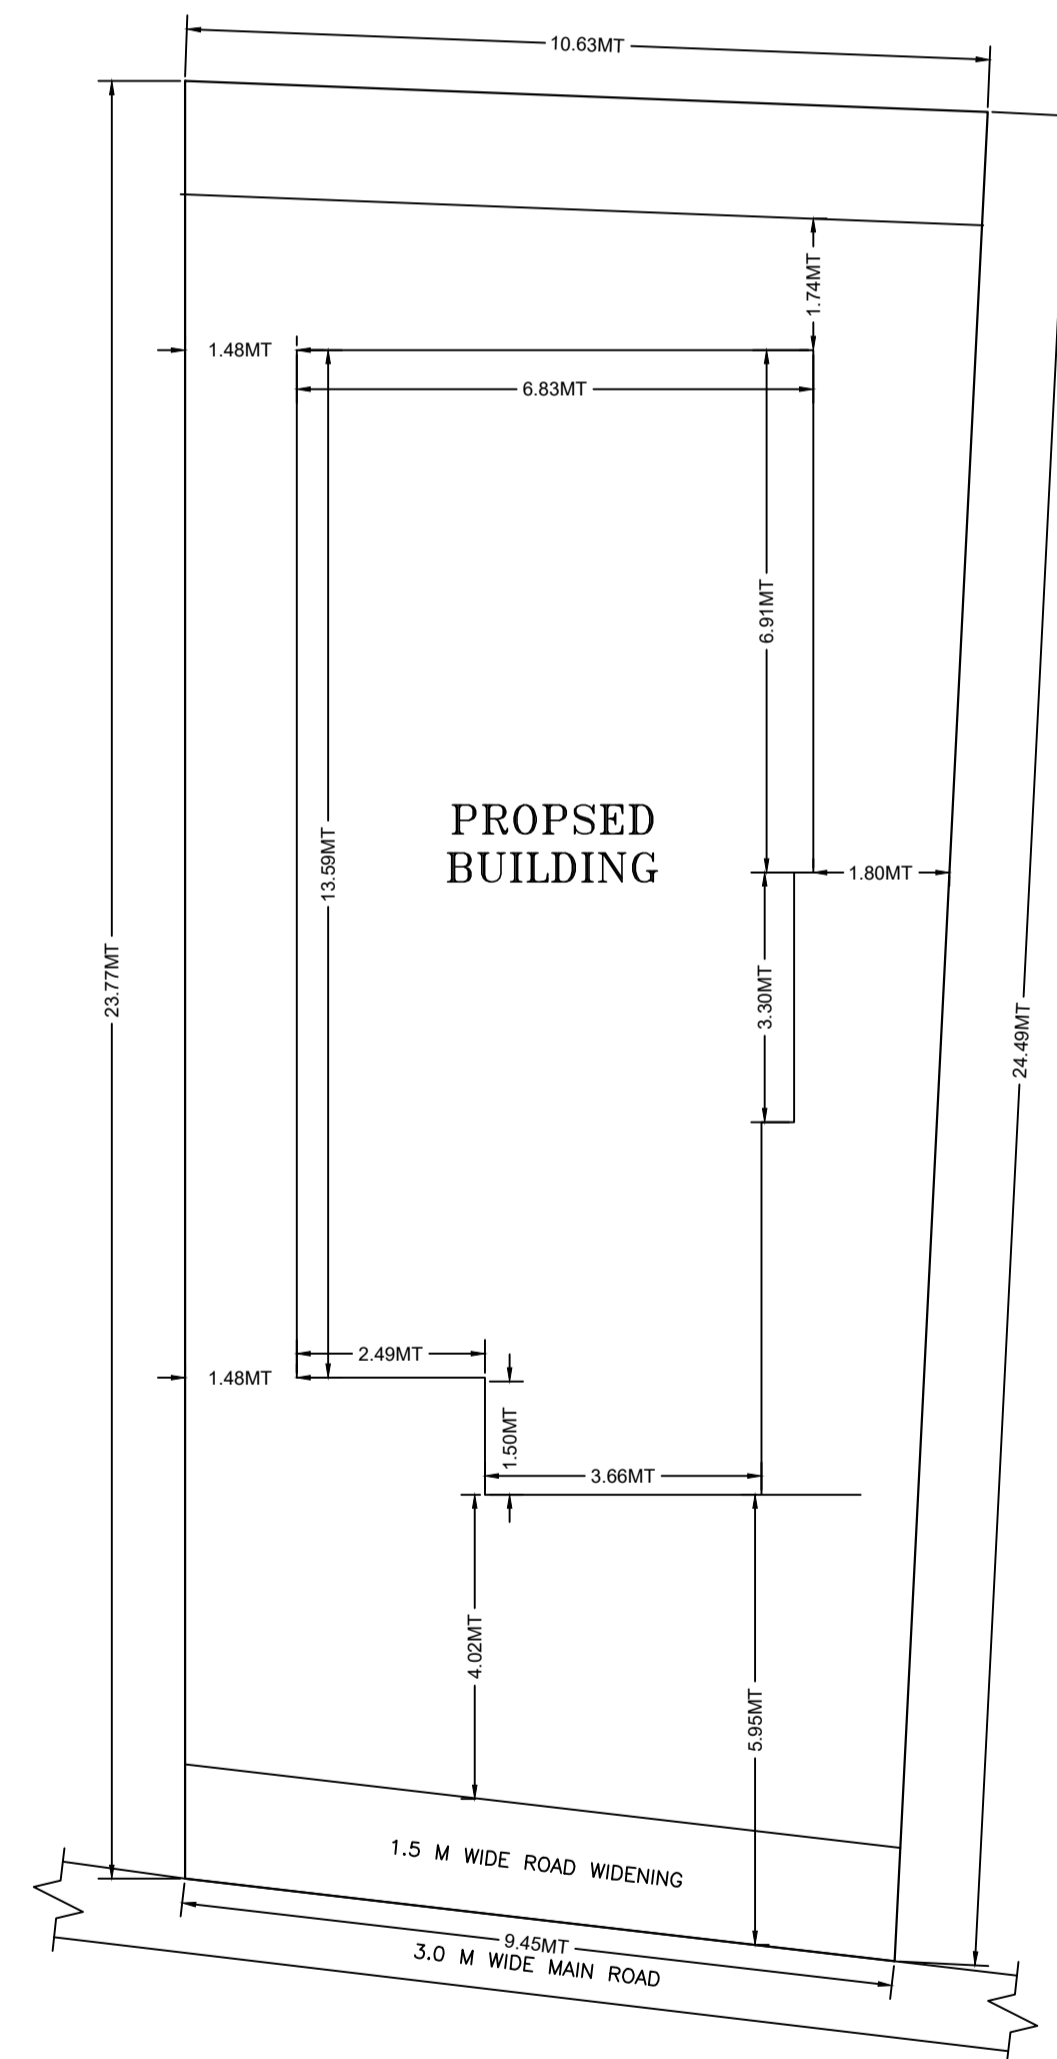 10.63MT
1.74MT
1.48MT
6.83MT
6.91MT
PROPSED
BUILDING
13.59MT
1.80MT
23.77MT
3.30MT
24.49MT
2.49MT
1.48MT
1.50MT
3.66MT
4.02MT
5.95MT
1.5 M WIDE ROAD WIDENING
9.45MT
3.0 M WIDE MAIN ROAD